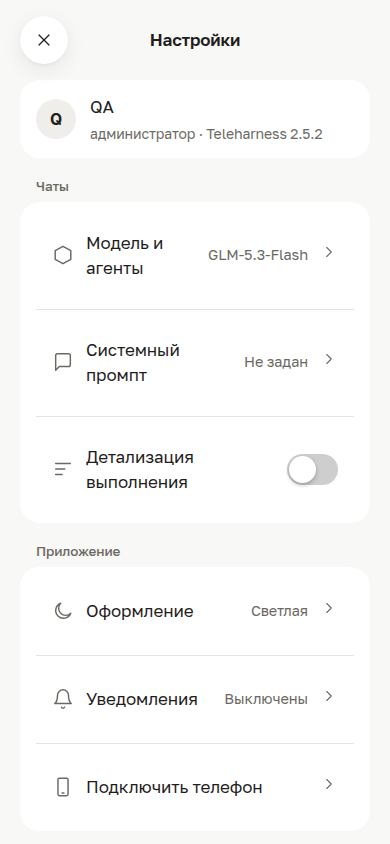 Настройки
Q
QA
администратор · Teleharness 2.5.2
Чаты
Модель и
агенты
GLM-5.3-Flash
Системный
промпт
Не задан
Детализация
выполнения
Приложение
Оформление
Светлая
Уведомления
Выключены
Подключить телефон